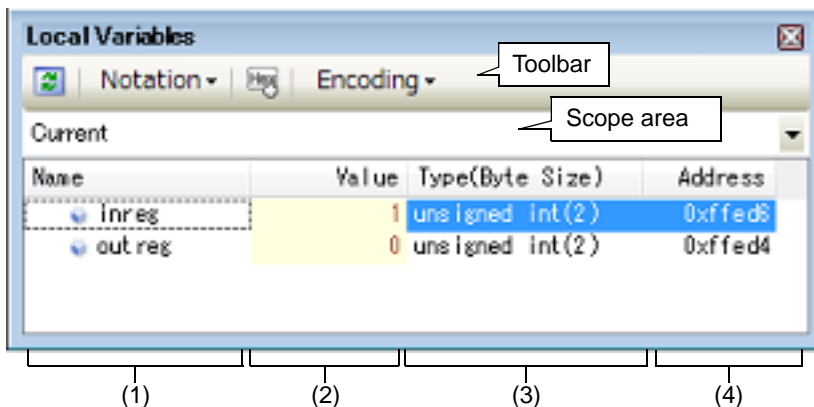 Local Variables
Notation Hex Encoding
Toolbar
Current
Scope area
Name Value Type(Byte Size) Address
inreg 1 unsigned int(2) 0xffed6
outreg 0 unsigned int(2) 0xffed4
(1) (2) (3) (4)